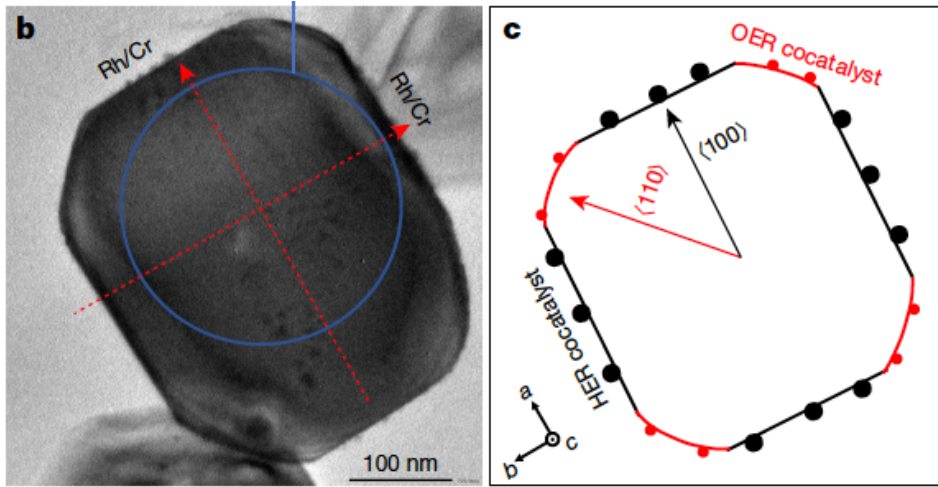 b
Rh/Cr
Rh/Cr
100 nm
c
OER cocatalyst
⟨100⟩
⟨110⟩
HER cocatalyst
a
b
c